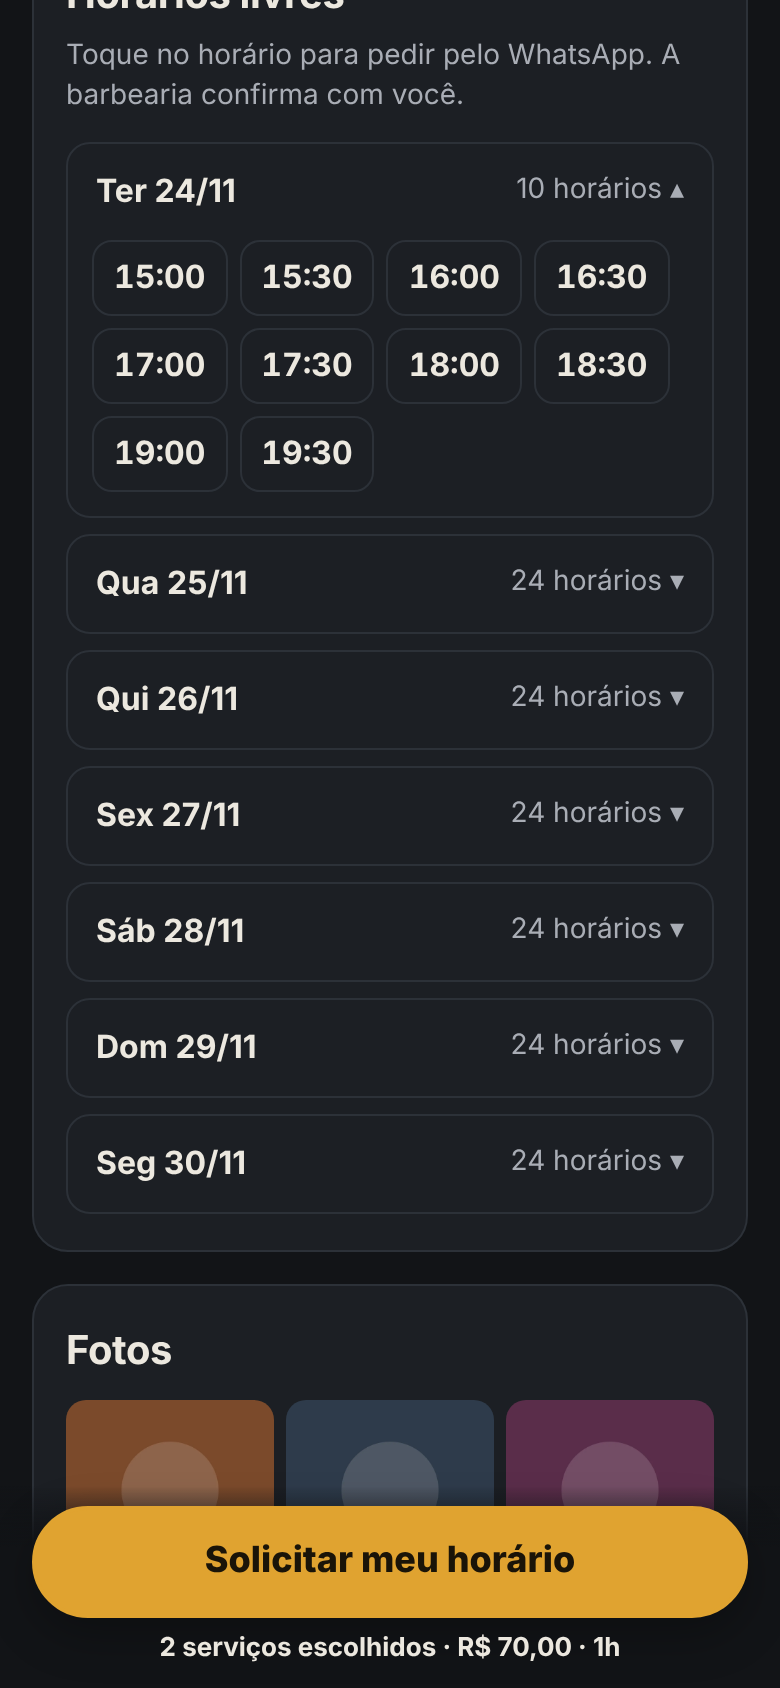 Horários livres
Toque no horário para pedir pelo WhatsApp. A
barbearia confirma com você.
Ter 24/11 10 horários ▴
15:00 15:30 16:00 16:30
17:00 17:30 18:00 18:30
19:00 19:30
Qua 25/11 24 horários ▾
Qui 26/11 24 horários ▾
Sex 27/11 24 horários ▾
Sáb 28/11 24 horários ▾
Dom 29/11 24 horários ▾
Seg 30/11 24 horários ▾
Fotos
Solicitar meu horário
2 serviços escolhidos · R$ 70,00 · 1h